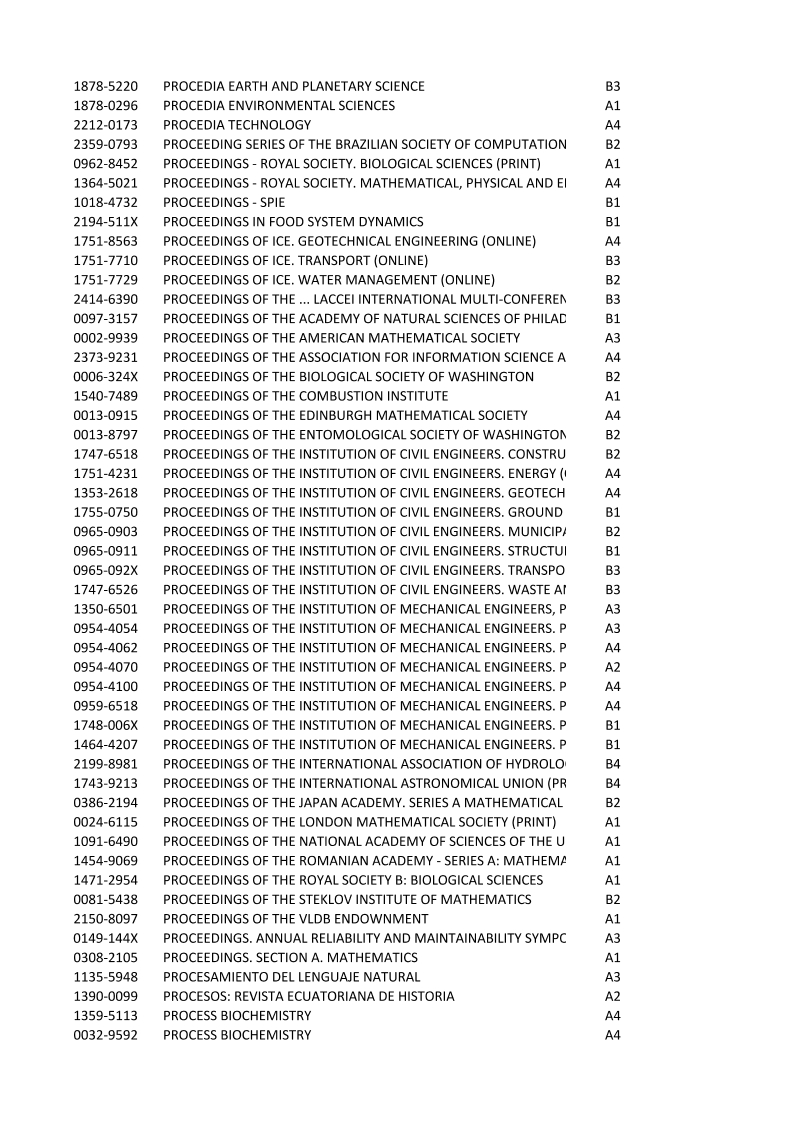 1878-5220 PROCEDIA EARTH AND PLANETARY SCIENCE B3
1878-0296 PROCEDIA ENVIRONMENTAL SCIENCES A1
2212-0173 PROCEDIA TECHNOLOGY A4
2359-0793 PROCEEDING SERIES OF THE BRAZILIAN SOCIETY OF COMPUTATION B2
0962-8452 PROCEEDINGS - ROYAL SOCIETY. BIOLOGICAL SCIENCES (PRINT) A1
1364-5021 PROCEEDINGS - ROYAL SOCIETY. MATHEMATICAL, PHYSICAL AND EI A4
1018-4732 PROCEEDINGS - SPIE B1
2194-511X PROCEEDINGS IN FOOD SYSTEM DYNAMICS B1
1751-8563 PROCEEDINGS OF ICE. GEOTECHNICAL ENGINEERING (ONLINE) A4
1751-7710 PROCEEDINGS OF ICE. TRANSPORT (ONLINE) B3
1751-7729 PROCEEDINGS OF ICE. WATER MANAGEMENT (ONLINE) B2
2414-6390 PROCEEDINGS OF THE ... LACCEI INTERNATIONAL MULTI-CONFEREN B3
0097-3157 PROCEEDINGS OF THE ACADEMY OF NATURAL SCIENCES OF PHILAD B1
0002-9939 PROCEEDINGS OF THE AMERICAN MATHEMATICAL SOCIETY A3
2373-9231 PROCEEDINGS OF THE ASSOCIATION FOR INFORMATION SCIENCE A A4
0006-324X PROCEEDINGS OF THE BIOLOGICAL SOCIETY OF WASHINGTON B2
1540-7489 PROCEEDINGS OF THE COMBUSTION INSTITUTE A1
0013-0915 PROCEEDINGS OF THE EDINBURGH MATHEMATICAL SOCIETY A4
0013-8797 PROCEEDINGS OF THE ENTOMOLOGICAL SOCIETY OF WASHINGTON B2
1747-6518 PROCEEDINGS OF THE INSTITUTION OF CIVIL ENGINEERS. CONSTRU B2
1751-4231 PROCEEDINGS OF THE INSTITUTION OF CIVIL ENGINEERS. ENERGY ( A4
1353-2618 PROCEEDINGS OF THE INSTITUTION OF CIVIL ENGINEERS. GEOTECH A4
1755-0750 PROCEEDINGS OF THE INSTITUTION OF CIVIL ENGINEERS. GROUND B1
0965-0903 PROCEEDINGS OF THE INSTITUTION OF CIVIL ENGINEERS. MUNICIPA B2
0965-0911 PROCEEDINGS OF THE INSTITUTION OF CIVIL ENGINEERS. STRUCTUI B1
0965-092X PROCEEDINGS OF THE INSTITUTION OF CIVIL ENGINEERS. TRANSPO B3
1747-6526 PROCEEDINGS OF THE INSTITUTION OF CIVIL ENGINEERS. WASTE AI B3
1350-6501 PROCEEDINGS OF THE INSTITUTION OF MECHANICAL ENGINEERS, P A3
0954-4054 PROCEEDINGS OF THE INSTITUTION OF MECHANICAL ENGINEERS. P A3
0954-4062 PROCEEDINGS OF THE INSTITUTION OF MECHANICAL ENGINEERS. P A4
0954-4070 PROCEEDINGS OF THE INSTITUTION OF MECHANICAL ENGINEERS. P A2
0954-4100 PROCEEDINGS OF THE INSTITUTION OF MECHANICAL ENGINEERS. P A4
0959-6518 PROCEEDINGS OF THE INSTITUTION OF MECHANICAL ENGINEERS. P A4
1748-006X PROCEEDINGS OF THE INSTITUTION OF MECHANICAL ENGINEERS. P B1
1464-4207 PROCEEDINGS OF THE INSTITUTION OF MECHANICAL ENGINEERS. P B1
2199-8981 PROCEEDINGS OF THE INTERNATIONAL ASSOCIATION OF HYDROLO B4
1743-9213 PROCEEDINGS OF THE INTERNATIONAL ASTRONOMICAL UNION (PR B4
0386-2194 PROCEEDINGS OF THE JAPAN ACADEMY. SERIES A MATHEMATICAL B2
0024-6115 PROCEEDINGS OF THE LONDON MATHEMATICAL SOCIETY (PRINT) A1
1091-6490 PROCEEDINGS OF THE NATIONAL ACADEMY OF SCIENCES OF THE U A1
1454-9069 PROCEEDINGS OF THE ROMANIAN ACADEMY - SERIES A: MATHEMA A1
1471-2954 PROCEEDINGS OF THE ROYAL SOCIETY B: BIOLOGICAL SCIENCES A1
0081-5438 PROCEEDINGS OF THE STEKLOV INSTITUTE OF MATHEMATICS B2
2150-8097 PROCEEDINGS OF THE VLDB ENDOWNMENT A1
0149-144X PROCEEDINGS. ANNUAL RELIABILITY AND MAINTAINABILITY SYMPC A3
0308-2105 PROCEEDINGS. SECTION A. MATHEMATICS A1
1135-5948 PROCESAMIENTO DEL LENGUAJE NATURAL A3
1390-0099 PROCESOS: REVISTA ECUATORIANA DE HISTORIA A2
1359-5113 PROCESS BIOCHEMISTRY A4
0032-9592 PROCESS BIOCHEMISTRY A4